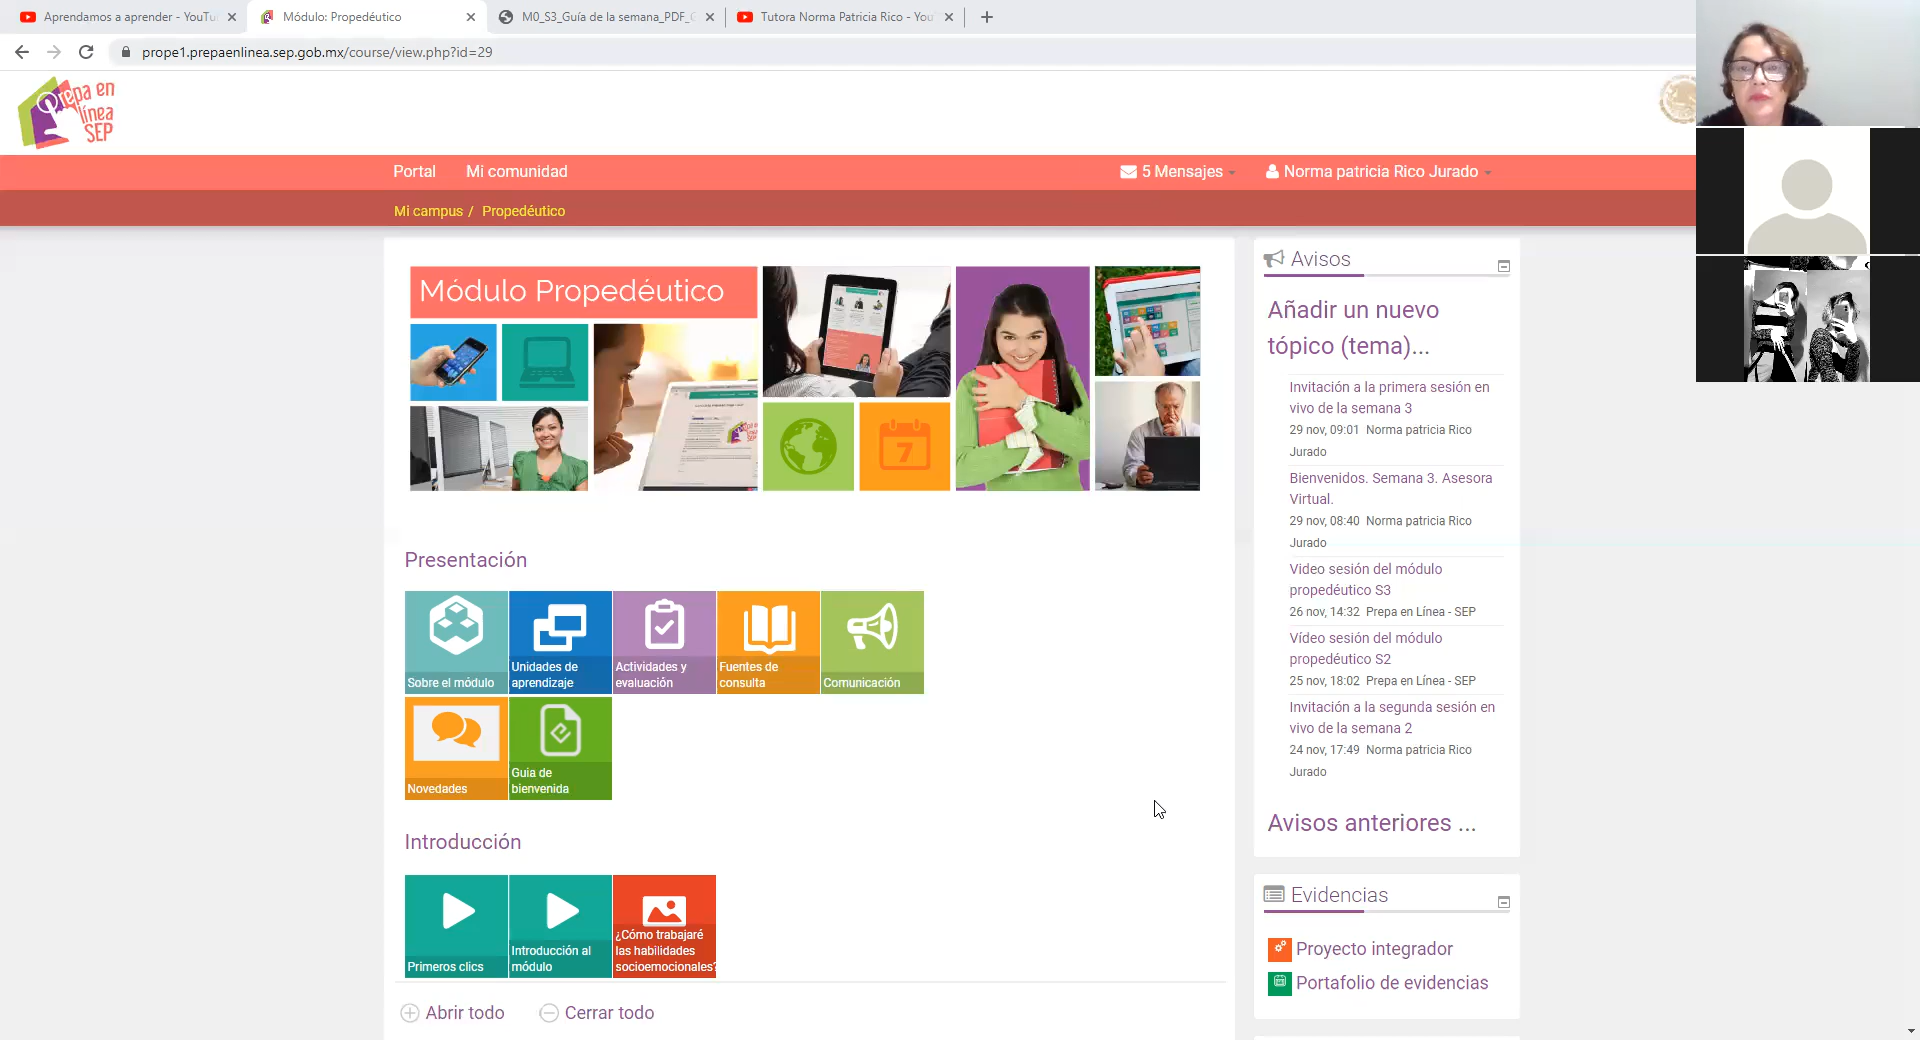 Aprendamos a aprender - YouTu
Módulo: Propedéutico
M0_S3_Guía de la semana_PDF_G
Tutora Norma Patricia Rico - You
prope1.prepaenlinea.sep.gob.mx/course/view.php?id=29
Prepa en
línea
SEP
Portal
Mi comunidad
5 Mensajes
Norma patricia Rico Jurado
Mi campus / Propedéutico
Módulo Propedéutico
7
Presentación
Sobre el módulo
Unidades de
aprendizaje
Actividades y
evaluación
Fuentes de
consulta
Comunicación
Novedades
Guia de
bienvenida
Introducción
Primeros clics
Introducción al
módulo
¿Cómo trabajaré
las habilidades
socioemocionales?
Abrir todo
Cerrar todo
Avisos
Añadir un nuevo
tópico (tema)...
Invitación a la primera sesión en
vivo de la semana 3
29 nov, 09:01 Norma patricia Rico
Jurado
Bienvenidos. Semana 3. Asesora
Virtual.
29 nov, 08:40 Norma patricia Rico
Jurado
Video sesión del módulo
propedéutico S3
26 nov, 14:32 Prepa en Línea - SEP
Vídeo sesión del módulo
propedéutico S2
25 nov, 18:02 Prepa en Línea - SEP
Invitación a la segunda sesión en
vivo de la semana 2
24 nov, 17:49 Norma patricia Rico
Jurado
Avisos anteriores ...
Evidencias
Proyecto integrador
Portafolio de evidencias